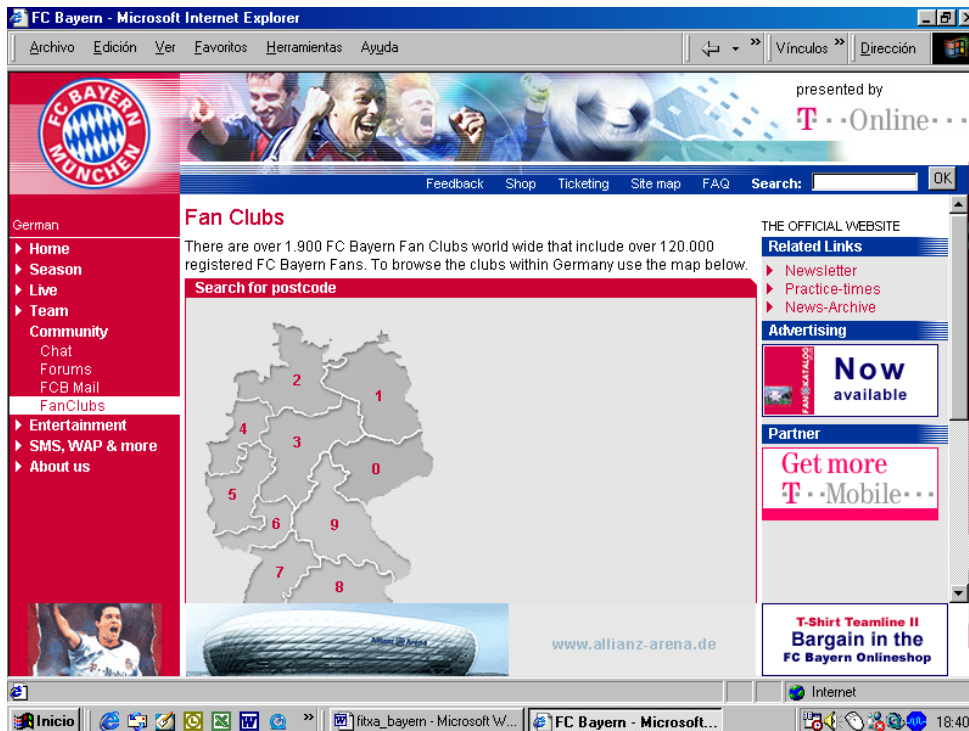 FC Bayern - Microsoft Internet Explorer
Archivo Edición Ver Favoritos Herramientas Ayuda » Vínculos » Dirección
FC BAYERN
MÜNCHEN
presented by
T · · Online · · ·
Feedback Shop Ticketing Site map FAQ Search: OK
German
Home
Season
Live
Team
Community
Chat
Forums
FCB Mail
FanClubs
Entertainment
SMS, WAP & more
About us
Fan Clubs
There are over 1.900 FC Bayern Fan Clubs world wide that include over 120.000
registered FC Bayern Fans. To browse the clubs within Germany use the map below.
Search for postcode
2
1
4
3
0
5
6
9
7
8
THE OFFICIAL WEBSITE
Related Links
Newsletter
Practice-times
News-Archive
Advertising
FAN KATALOG
Now
available
Partner
Get more
T · · Mobile · · ·
Allianz Arena
www.allianz-arena.de
T-Shirt Teamline II
Bargain in the
FC Bayern Onlineshop
Internet
Inicio » fitxa_bayern - Microsoft W... FC Bayern - Microsoft... 18:40